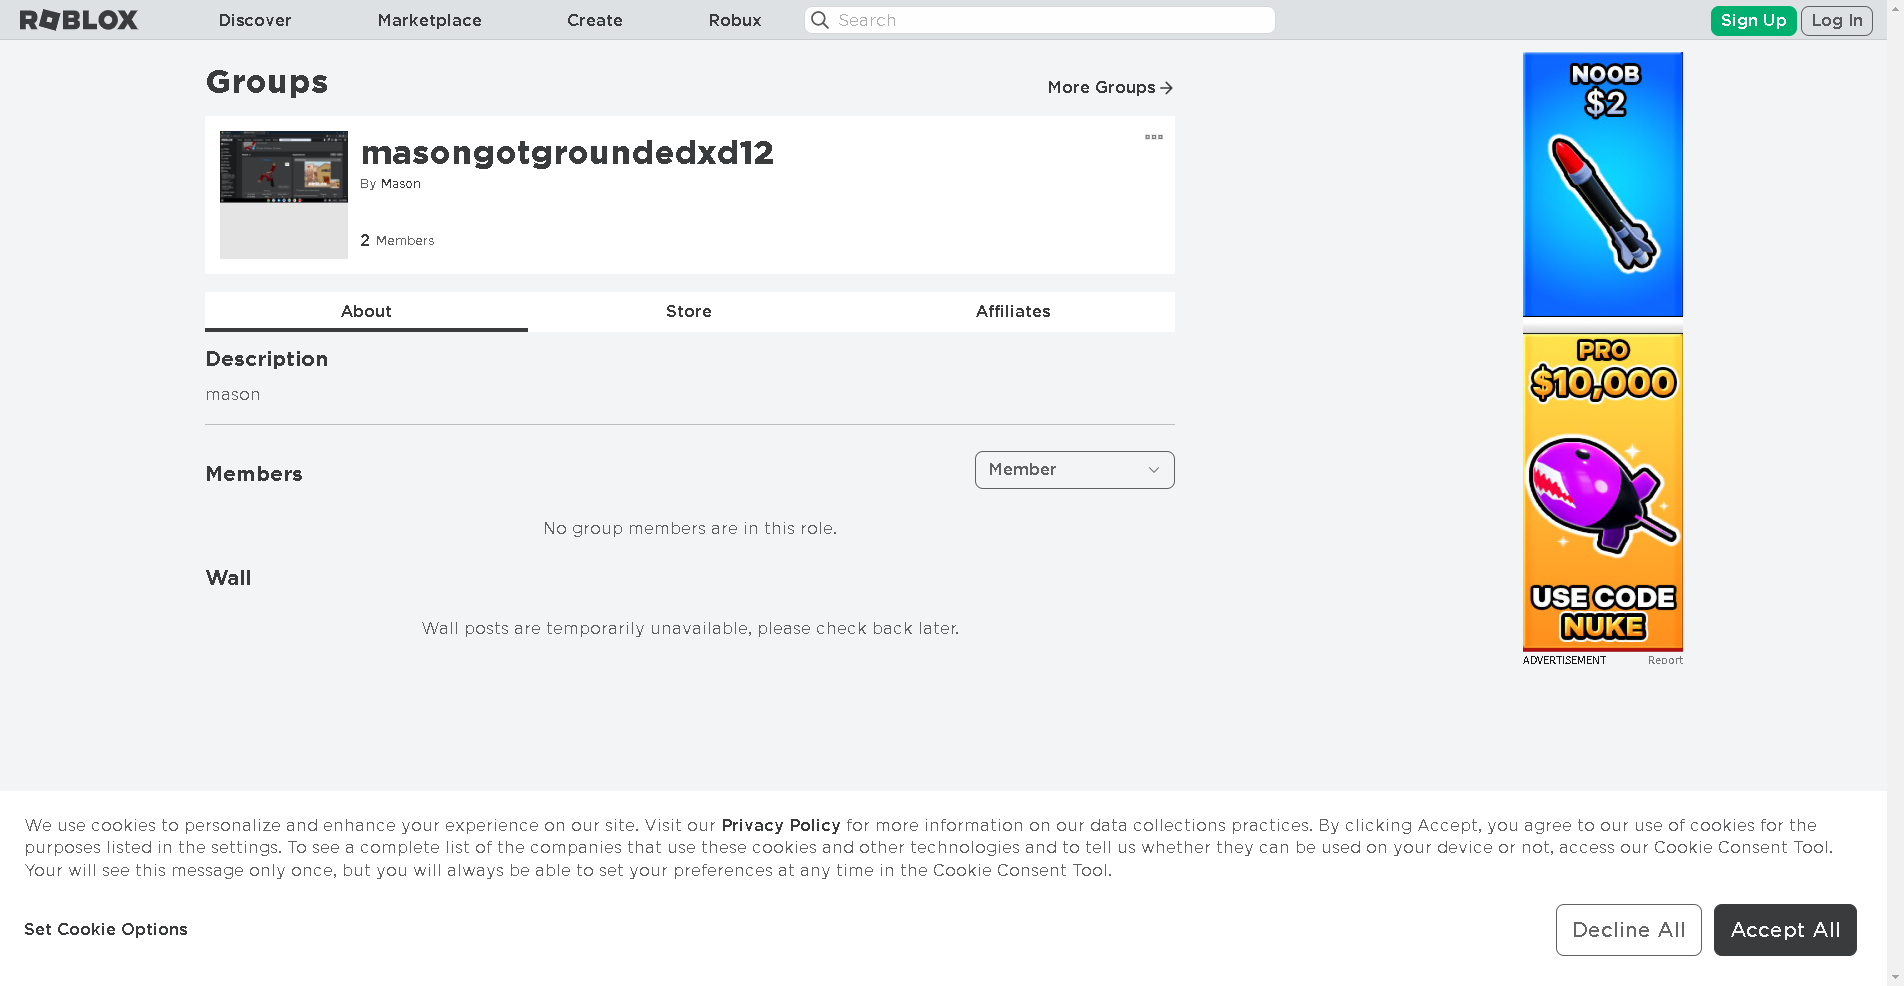 ROBLOX
Discover
Marketplace
Create
Robux
Search
Sign Up
Log In
Groups
More Groups
masongotgroundedxd12
By Mason
2 Members
About
Store
Affiliates
Description
mason
Members
Member
No group members are in this role.
Wall
Wall posts are temporarily unavailable, please check back later.
NOOB
$2
PRO
$10,000
USE CODE
NUKE
ADVERTISEMENT
Report
We use cookies to personalize and enhance your experience on our site. Visit our Privacy Policy for more information on our data collections practices. By clicking Accept, you agree to our use of cookies for the
purposes listed in the settings. To see a complete list of the companies that use these cookies and other technologies and to tell us whether they can be used on your device or not, access our Cookie Consent Tool.
Your will see this message only once, but you will always be able to set your preferences at any time in the Cookie Consent Tool.
Set Cookie Options
Decline All
Accept All